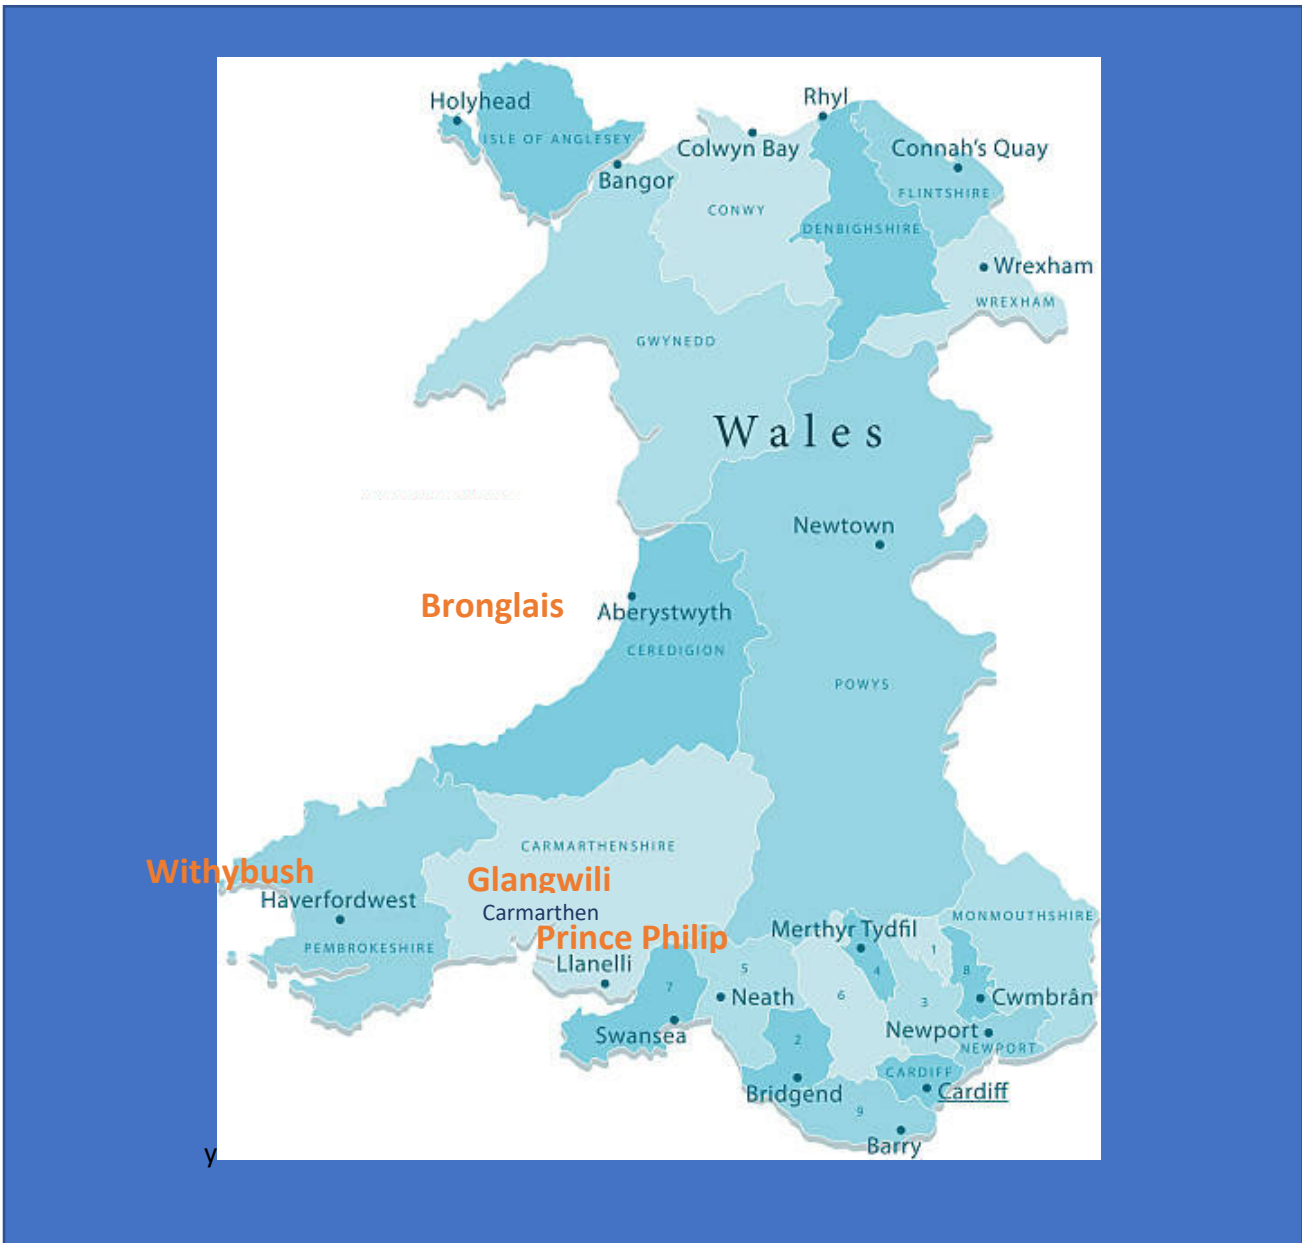 Holyhead
Rhyl
ISLE OF ANGLESEY
Colwyn Bay
Connah's Quay
Bangor
FLINTSHIRE
CONWY
DENBIGHSHIRE
Wrexham
WREXHAM
GWYNEDD
Wales
Newtown
Bronglais
Aberystwyth
CEREDIGION
POWYS
CARMARTHENSHIRE
Withybush
Glangwili
Haverfordwest
Carmarthen
MONMOUTHSHIRE
Merthyr Tydfil
Prince Philip
PEMBROKESHIRE
1
Llanelli
5
4
8
7
Neath
6
3
Cwmbrân
Swansea
2
Newport
NEWPORT
CARDIFF
Bridgend
Cardiff
9
Barry
y